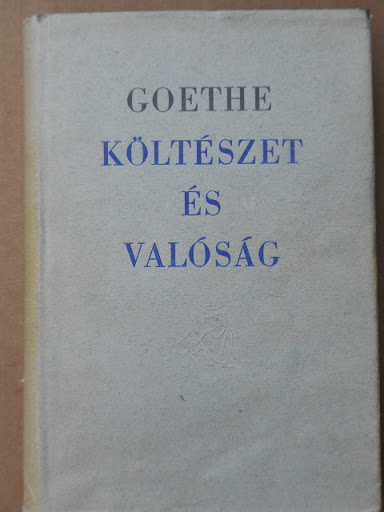 GOETHE
KÖLTÉSZET
ÉS
VALÓSÁG